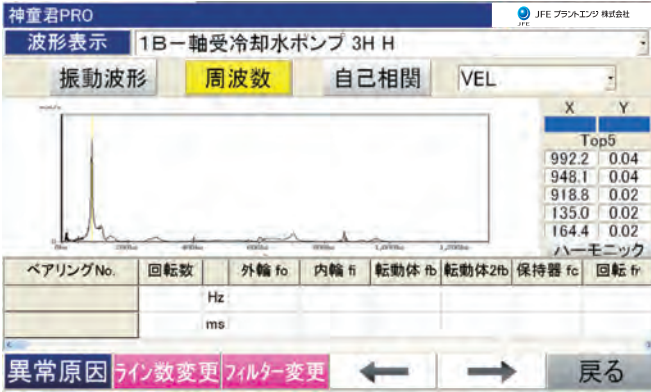 神童君PRO
JFE プラントエンジ 株式会社
JFE
波形表示 1B－軸受冷却水ポンプ 3H H
振動波形 周波数 自己相関 VEL
X Y
Top5
992.2 0.04
948.1 0.04
918.8 0.02
135.0 0.02
164.4 0.02
ハーモニック
ベアリングNo. 回転数 外輪 fo 内輪 fi 転動体 fb 転動体2fb 保持器 fc 回転 fr
Hz
ms
異常原因 ライン数変更 フィルター変更 戻る